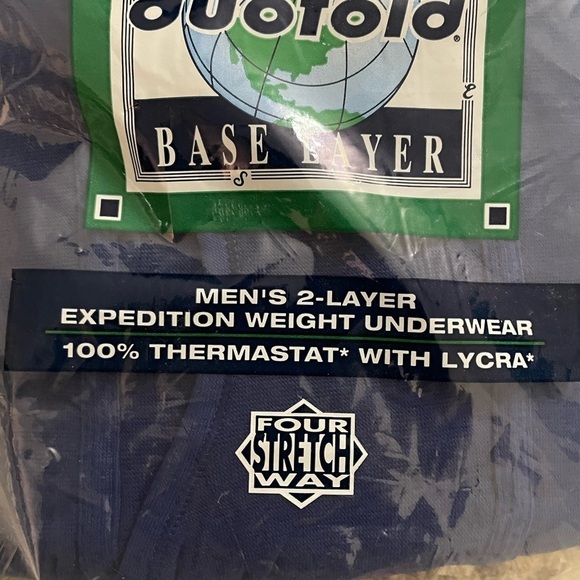 Duofold®
BASE LAYER
S
MEN'S 2-LAYER
EXPEDITION WEIGHT UNDERWEAR
100% THERMASTAT* WITH LYCRA*
FOUR
STRETCH
WAY